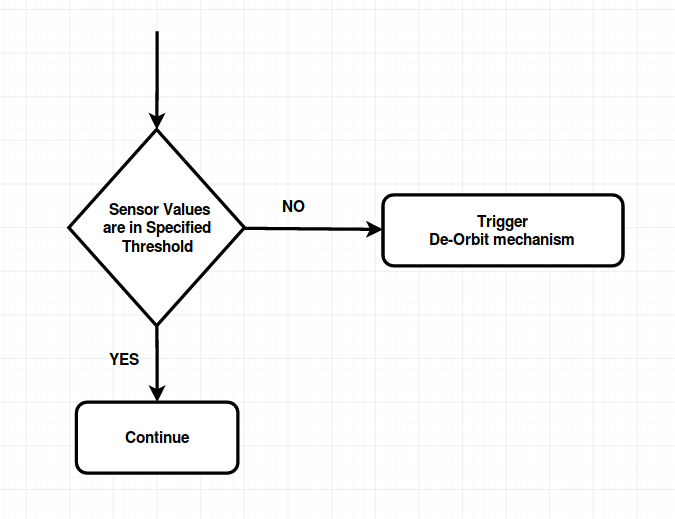 Sensor Values
are in Specified
Threshold
NO
Trigger
De-Orbit mechanism
YES
Continue